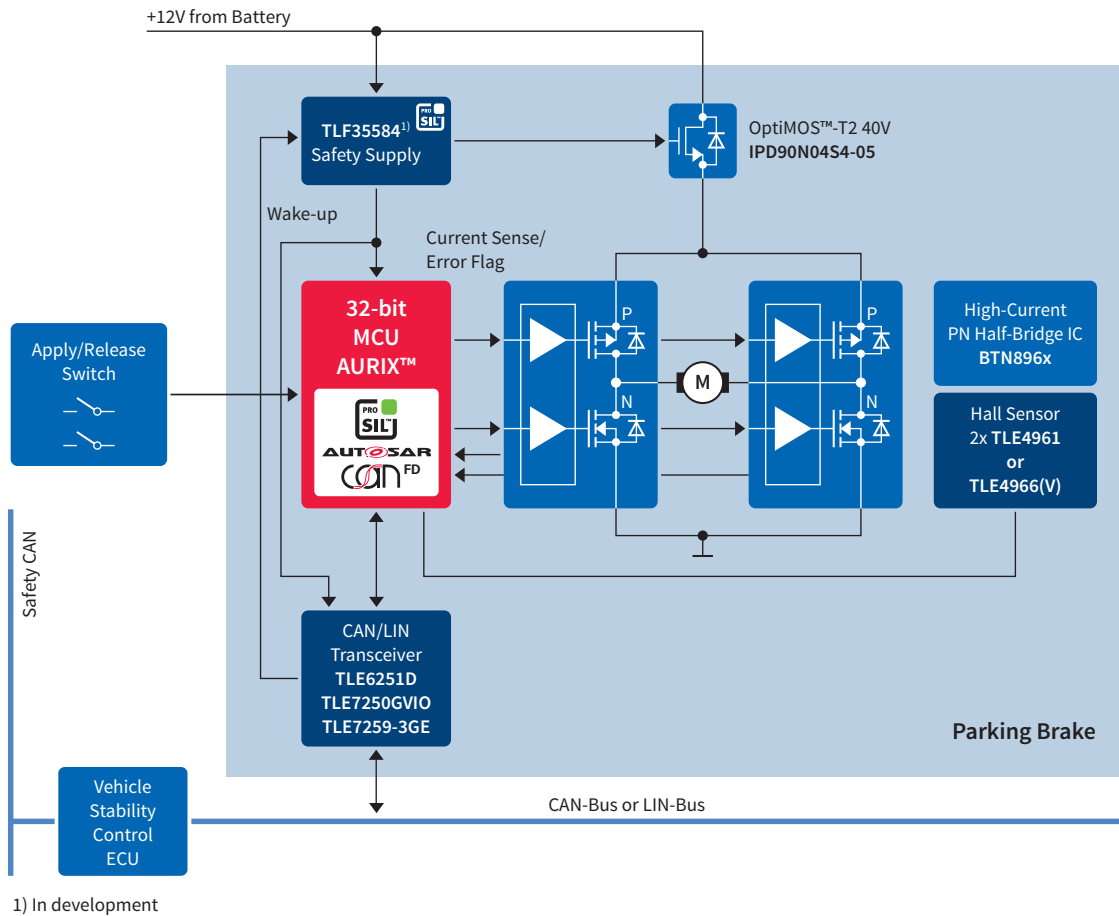 +12V from Battery
TLF35584¹⁾
Safety Supply
PRO
SIL
OptiMOS™-T2 40V
IPD90N04S4-05
Wake-up
Current Sense/
Error Flag
32-bit
MCU
AURIX™
PRO
SIL
AUTOSAR
CAN FD
P
P
M
N
N
High-Current
PN Half-Bridge IC
BTN896x
Hall Sensor
2x TLE4961
or
TLE4966(V)
Apply/Release
Switch
Safety CAN
CAN/LIN
Transceiver
TLE6251D
TLE7250GVIO
TLE7259-3GE
Parking Brake
Vehicle
Stability
Control
ECU
CAN-Bus or LIN-Bus
1) In development